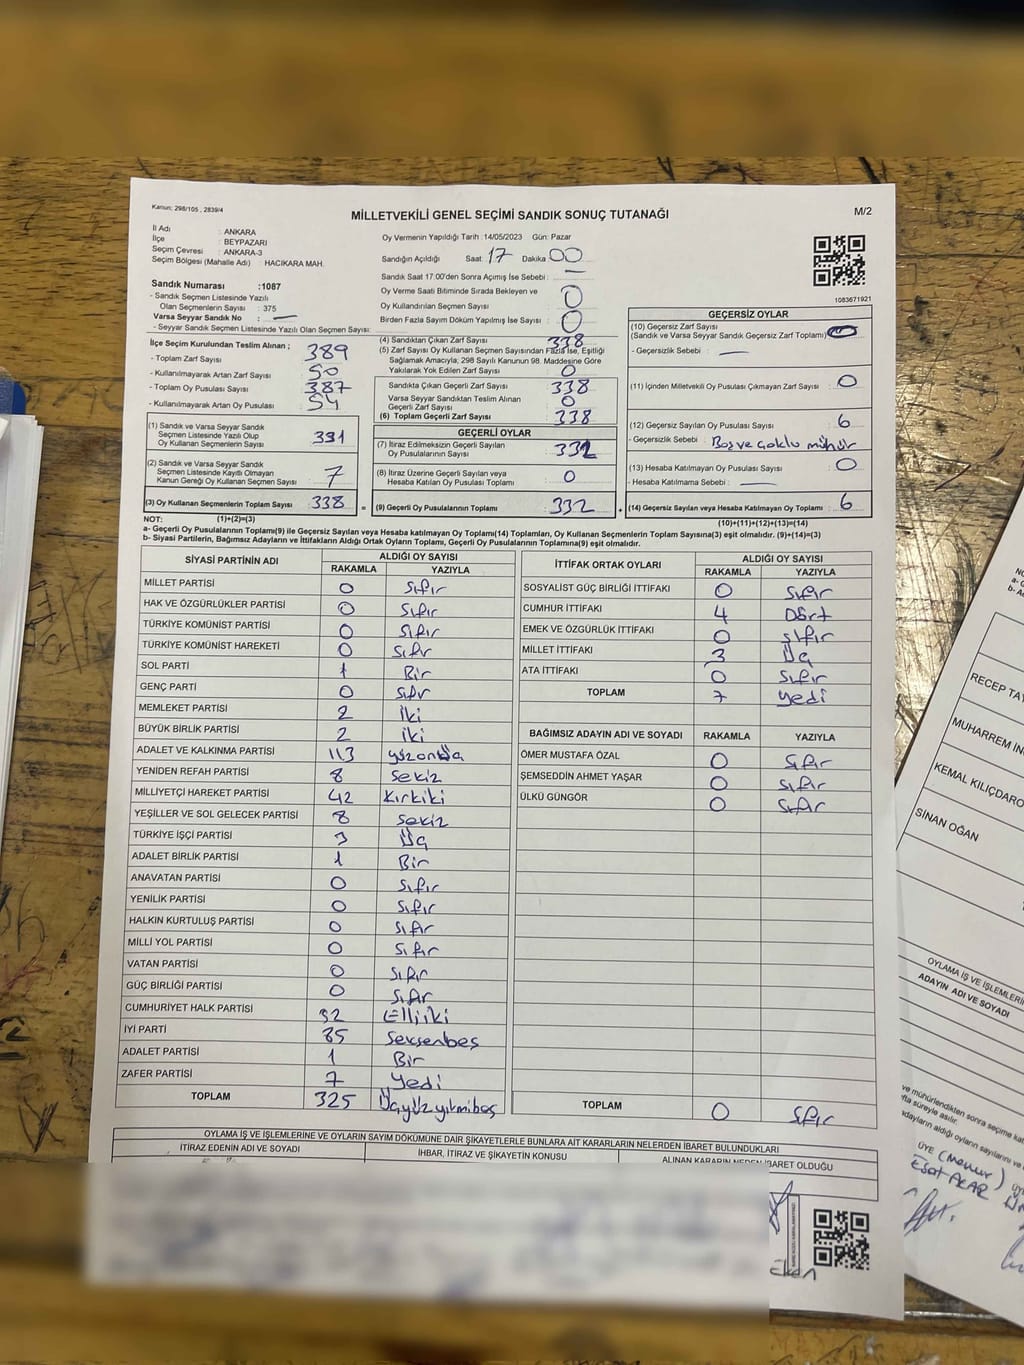 Kanun: 298/105 , 2839/4
MİLLETVEKİLİ GENEL SEÇİMİ SANDIK SONUÇ TUTANAĞI
M/2
İl Adı : ANKARA
İlçe : BEYPAZARI
Seçim Çevresi : ANKARA-3
Seçim Bölgesi (Mahalle Adı) : HACIKARA MAH.
Oy Vermenin Yapıldığı Tarih :14/05/2023 Gün: Pazar
Sandığın Açıldığı Saat: 17 Dakika 00
Sandık Saat 17.00'den Sonra Açımış İse Sebebi : —
Oy Verme Saati Bitiminde Sırada Bekleyen ve
Oy Kullandırılan Seçmen Sayısı : 0
Birden Fazla Sayım Döküm Yapılmış İse Sayısı : 0
1083671921
Sandık Numarası :1087
- Sandık Seçmen Listesinde Yazılı
Olan Seçmenlerin Sayısı : 375
Varsa Seyyar Sandık No : —
- Seyyar Sandık Seçmen Listesinde Yazılı Olan Seçmen Sayısı:
İlçe Seçim Kurulundan Teslim Alınan ;
- Toplam Zarf Sayısı : 389
- Kullanılmayarak Artan Zarf Sayısı : 50
- Toplam Oy Pusulası Sayısı : 387
- Kullanılmayarak Artan Oy Pusulası : 54
(1) Sandık ve Varsa Seyyar Sandık
Seçmen Listesinde Yazılı Olup
Oy Kullanan Seçmenlerin Sayısı : 331
(2) Sandık ve Varsa Seyyar Sandık
Seçmen Listesinde Kayıtlı Olmayan
Kanun Gereği Oy Kullanan Seçmen Sayısı : 7
(3) Oy Kullanan Seçmenlerin Toplam Sayısı : 338
(4) Sandıktan Çıkan Zarf Sayısı : 338
(5) Zarf Sayısı Oy Kullanan Seçmen Sayısından Fazla İse, Eşitliği
Sağlamak Amacıyla; 298 Sayılı Kanunun 98. Maddesine Göre
Yakılarak Yok Edilen Zarf Sayısı : 0
Sandıkta Çıkan Geçerli Zarf Sayısı : 338
Varsa Seyyar Sandıktan Teslim Alınan
Geçerli Zarf Sayısı : 0
(6) Toplam Geçerli Zarf Sayısı : 338
GEÇERLİ OYLAR
(7) İtiraz Edilmeksizin Geçerli Sayılan
Oy Pusulalarının Sayısı : 332
(8) İtiraz Üzerine Geçerli Sayılan veya
Hesaba Katılan Oy Pusulası Toplamı : 0
(9) Geçerli Oy Pusulalarının Toplamı : 332
GEÇERSİZ OYLAR
(10) Geçersiz Zarf Sayısı
(Sandık ve Varsa Seyyar Sandık Geçersiz Zarf Toplamı)
- Geçersizlik Sebebi : —
(11) İçinden Milletvekili Oy Pusulası Çıkmayan Zarf Sayısı : 0
(12) Geçersiz Sayılan Oy Pusulası Sayısı : 6
- Geçersizlik Sebebi : Boş ve çoklu mühür
(13) Hesaba Katılmayan Oy Pusulası Sayısı : 0
- Hesaba Katılmama Sebebi : —
(14) Geçersiz Sayılan veya Hesaba Katılmayan Oy Toplamı : 6
NOT: (1)+(2)=(3)
(10)+(11)+(12)+(13)=(14)
a- Geçerli Oy Pusulalarının Toplamı(9) ile Geçersiz Sayılan veya Hesaba katılmayan Oy Toplamı(14) Toplamları, Oy Kullanan Seçmenlerin Toplam Sayısına(3) eşit olmalıdır. (9)+(14)=(3)
b- Siyasi Partilerin, Bağımsız Adayların ve İttifakların Aldığı Ortak Oyların Toplamı, Geçerli Oy Pusulalarının Toplamına(9) eşit olmalıdır.
SİYASİ PARTİNİN ADI ALDIĞI OY SAYISI
RAKAMLA YAZIYLA
MİLLET PARTİSİ 0 Sıfır
HAK VE ÖZGÜRLÜKLER PARTİSİ 0 Sıfır
TÜRKİYE KOMÜNİST PARTİSİ 0 Sıfır
TÜRKİYE KOMÜNİST HAREKETİ 0 Sıfır
SOL PARTİ 1 Bir
GENÇ PARTİ 0 Sıfır
MEMLEKET PARTİSİ 2 İki
BÜYÜK BİRLİK PARTİSİ 2 iki
ADALET VE KALKINMA PARTİSİ 113 yüzonüç
YENİDEN REFAH PARTİSİ 8 Sekiz
MİLLİYETÇİ HAREKET PARTİSİ 42 Kırkiki
YEŞİLLER VE SOL GELECEK PARTİSİ 8 Sekiz
TÜRKİYE İŞÇİ PARTİSİ 3 Üç
ADALET BİRLİK PARTİSİ 1 Bir
ANAVATAN PARTİSİ 0 Sıfır
YENİLİK PARTİSİ 0 Sıfır
HALKIN KURTULUŞ PARTİSİ 0 Sıfır
MİLLİ YOL PARTİSİ 0 Sıfır
VATAN PARTİSİ 0 Sıfır
GÜÇ BİRLİĞİ PARTİSİ 0 Sıfır
CUMHURİYET HALK PARTİSİ 52 Elliiki
İYİ PARTİ 85 Seksenbeş
ADALET PARTİSİ 1 Bir
ZAFER PARTİSİ 7 Yedi
TOPLAM 325 Üçyüzyirmibeş
İTTİFAK ORTAK OYLARI ALDIĞI OY SAYISI
RAKAMLA YAZIYLA
SOSYALİST GÜÇ BİRLİĞİ İTTİFAKI 0 Sıfır
CUMHUR İTTİFAKI 4 Dört
EMEK VE ÖZGÜRLÜK İTTİFAKI 0 Sıfır
MİLLET İTTİFAKI 3 Üç
ATA İTTİFAKI 0 Sıfır
TOPLAM 7 Yedi
BAĞIMSIZ ADAYIN ADI VE SOYADI RAKAMLA YAZIYLA
ÖMER MUSTAFA ÖZAL 0 Sıfır
ŞEMSEDDİN AHMET YAŞAR 0 Sıfır
ÜLKÜ GÜNGÖR 0 Sıfır
TOPLAM 0 Sıfır
OYLAMA İŞ VE İŞLEMLERİNE VE OYLARIN SAYIM DÖKÜMÜNE DAİR ŞİKAYETLERLE BUNLARA AİT KARARLARIN NELERDEN İBARET BULUNDUKLARI
İTİRAZ EDENİN ADI VE SOYADI
İHBAR, İTİRAZ VE ŞİKAYETİN KONUSU
ALINAN KARARIN NEDEN İBARET OLDUĞU
RECEP TA
MUHARREM İN
KEMAL KILIÇDARO
SİNAN OĞAN
OYLAMA İŞ VE İŞLEMLERİN
ADAYIN ADI VE SOYADI
ve mühürlendikten sonra seçime
fta süreyle asılır.
adayların aldığı oyların sayılarını ve
ÜYE (Memur)
Esat ACAR